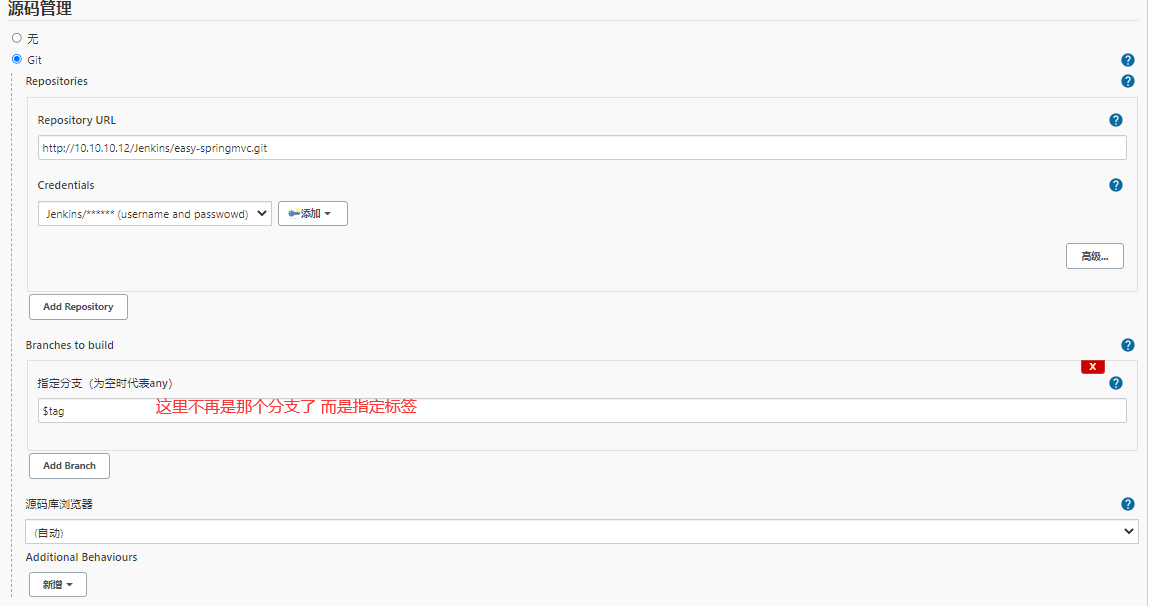 源码管理
无
Git
Repositories
Repository URL
http://10.10.10.12/Jenkins/easy-springmvc.git
Credentials
Jenkins/****** (username and passwowd)
添加
高级...
Add Repository
Branches to build
X
指定分支（为空时代表any）
$tag
这里不再是那个分支了 而是指定标签
Add Branch
源码库浏览器
(自动)
Additional Behaviours
新增